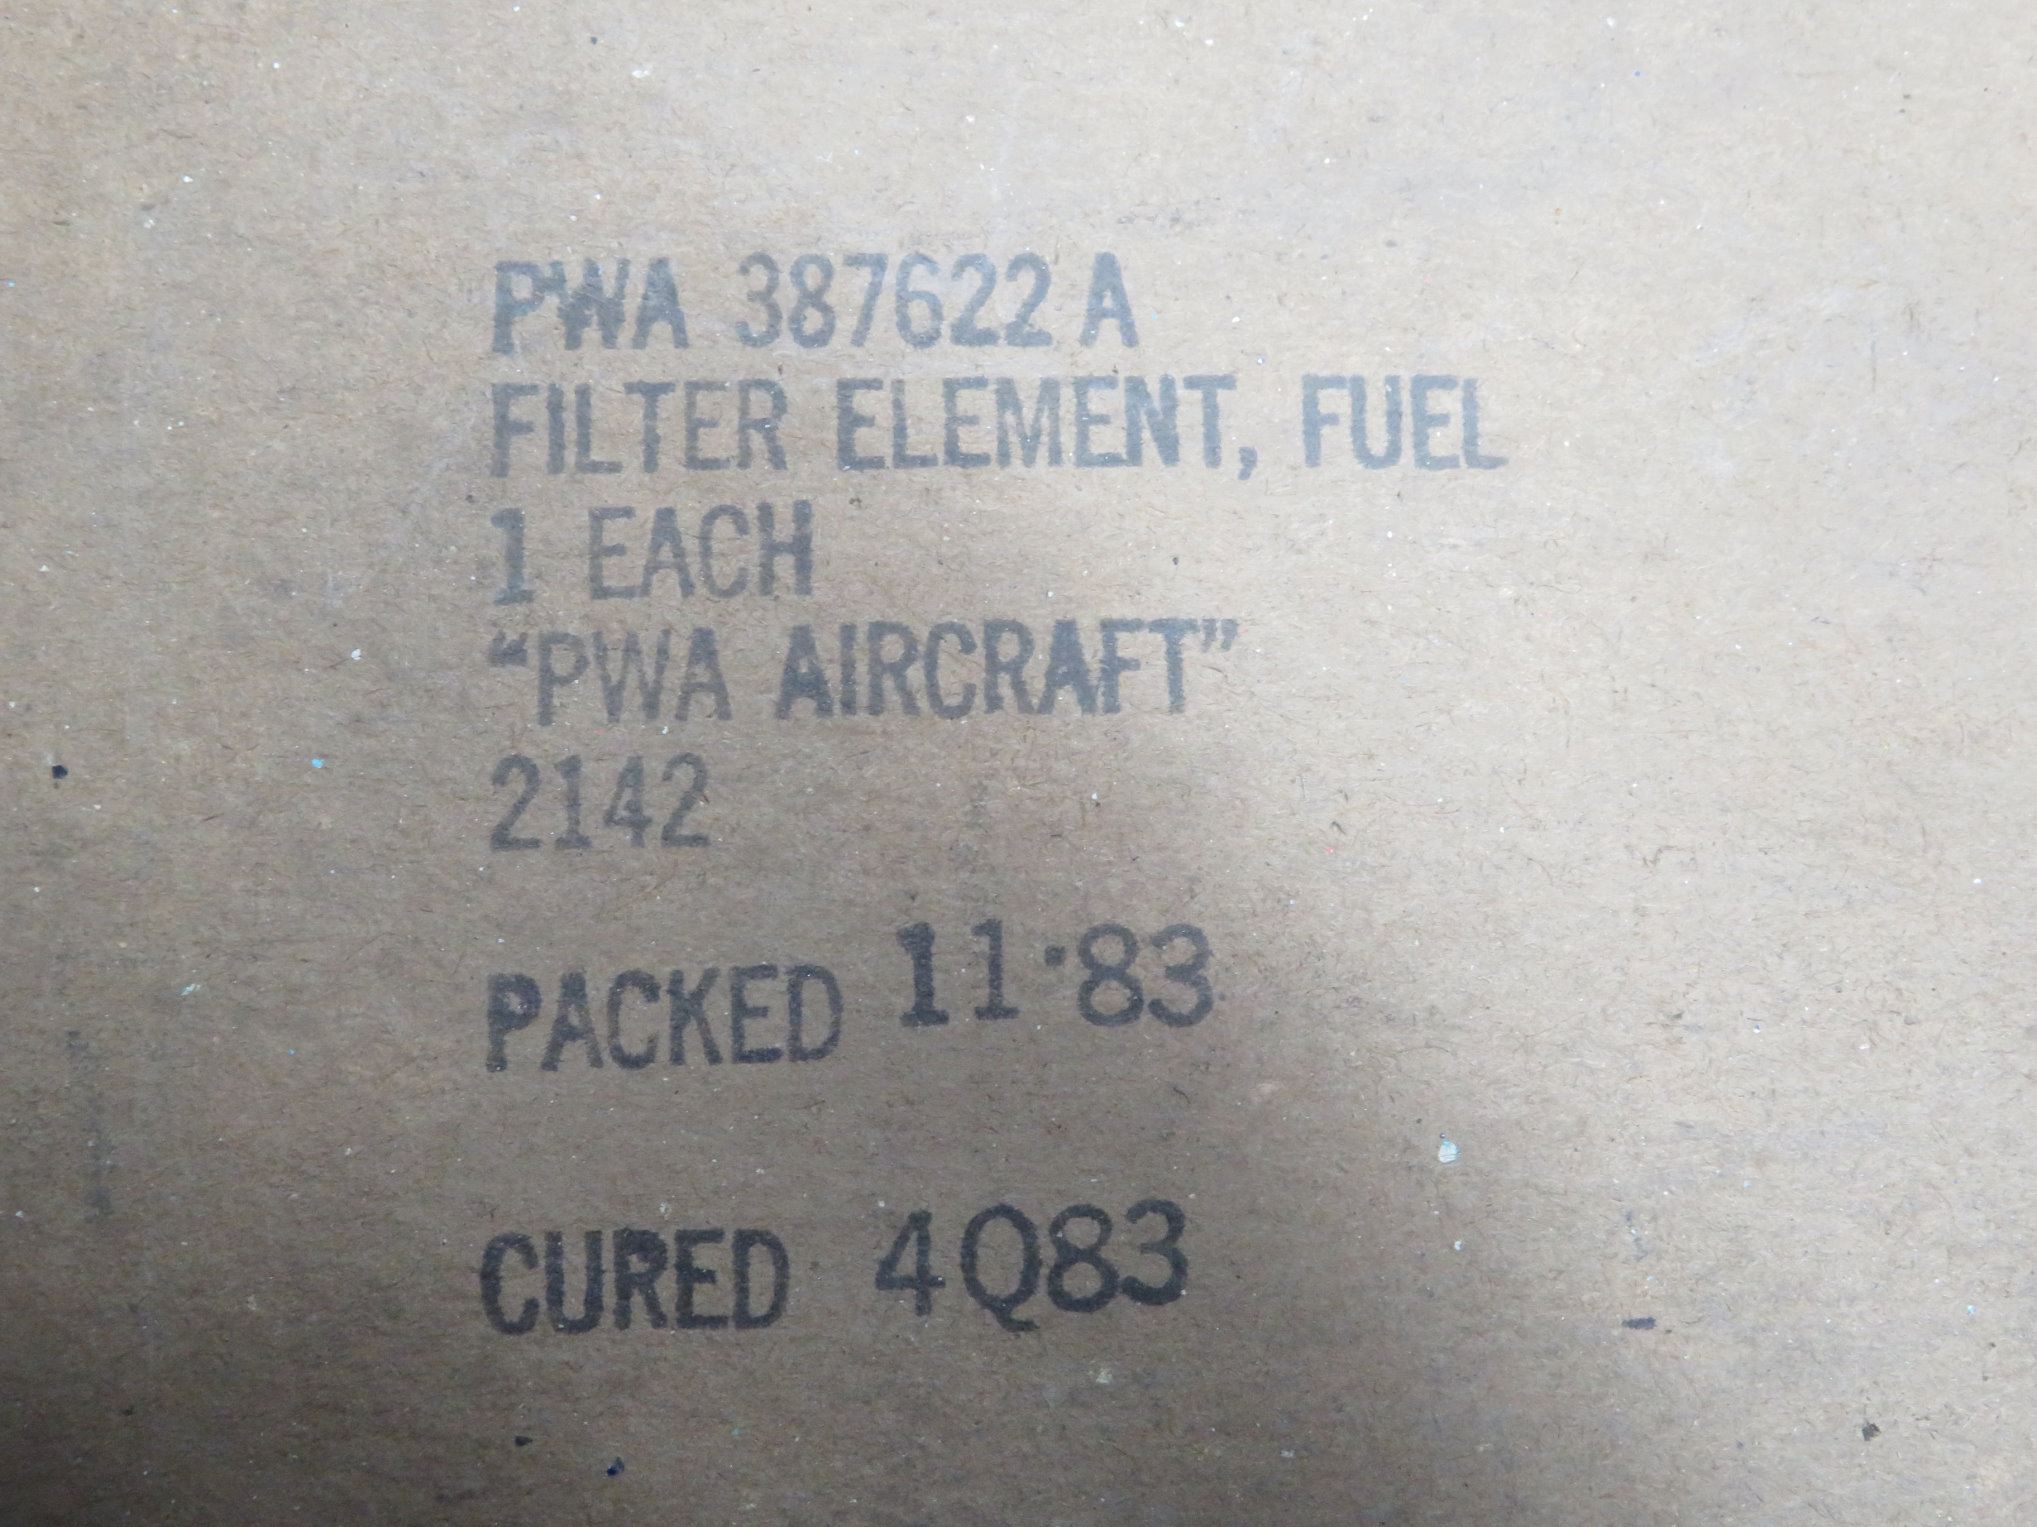 PWA 387622 A
FILTER ELEMENT, FUEL
1 EACH
“PWA AIRCRAFT”
2142
PACKED 11·83
CURED 4Q83